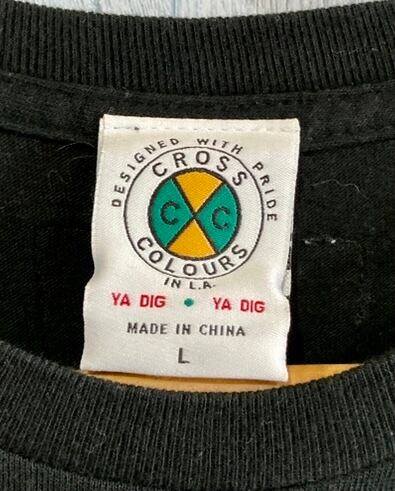 DESIGNED WITH PRIDE
CROSS
C C
COLOURS
IN L.A.
YA DIG • YA DIG
MADE IN CHINA
L